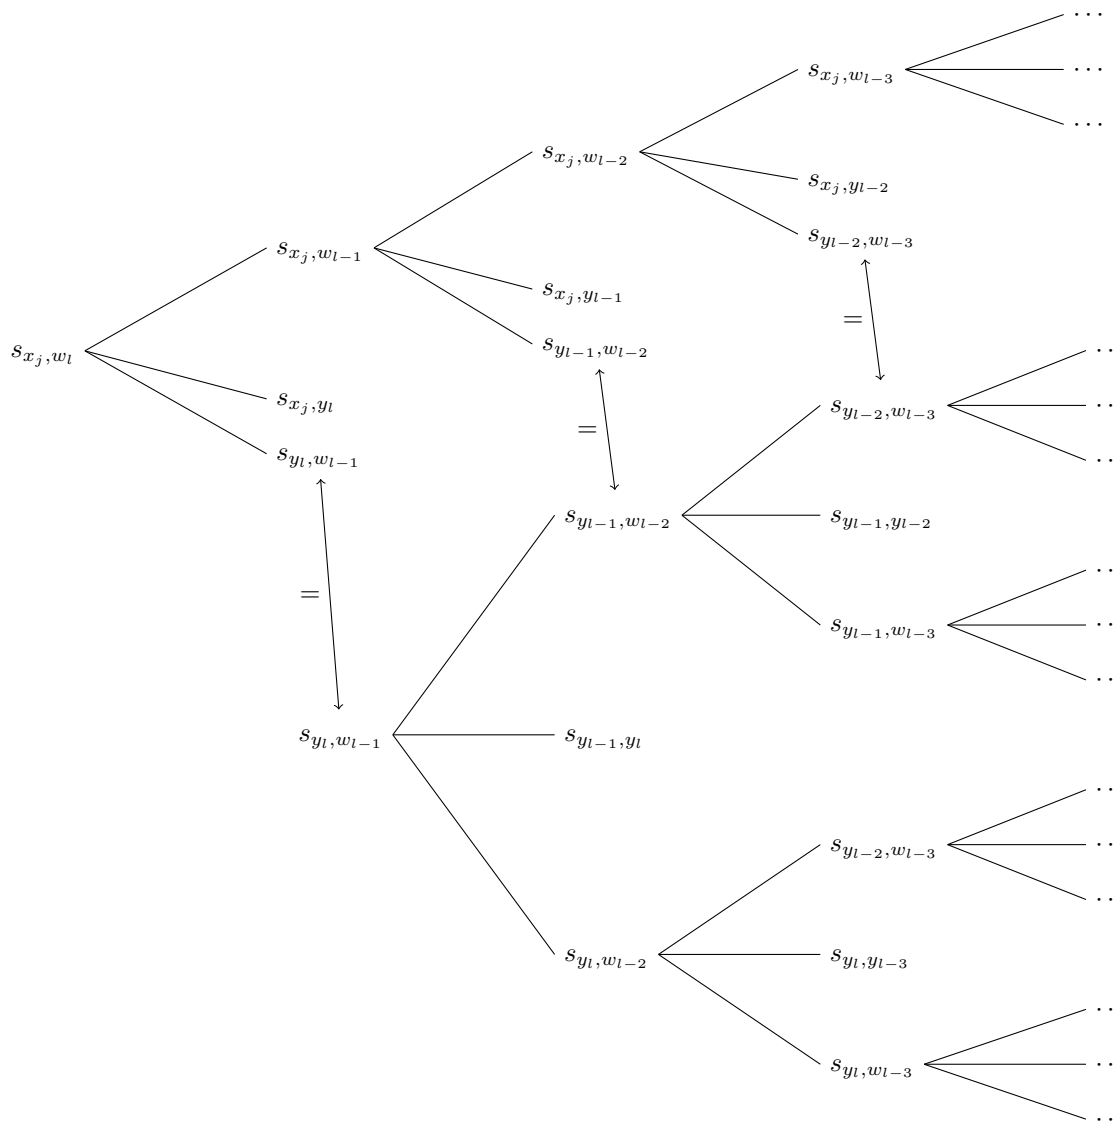 · · ·
s_{x_j,w_{l−3}} · · ·
· · ·
s_{x_j,w_{l−2}}
s_{x_j,y_{l−2}}
s_{y_{l−2},w_{l−3}}
s_{x_j,w_{l−1}}
s_{x_j,y_{l−1}}
=
s_{y_{l−1},w_{l−2}}
s_{x_j,w_l}
· ·
s_{x_j,y_l}
s_{y_{l−2},w_{l−3}} · ·
=
s_{y_l,w_{l−1}}
· ·
s_{y_{l−1},w_{l−2}}
s_{y_{l−1},y_{l−2}}
· ·
=
s_{y_{l−1},w_{l−3}} · ·
· ·
s_{y_l,w_{l−1}}
s_{y_{l−1},y_l}
· ·
s_{y_{l−2},w_{l−3}} · ·
· ·
s_{y_l,w_{l−2}}
s_{y_l,y_{l−3}}
· ·
s_{y_l,w_{l−3}} · ·
· ·